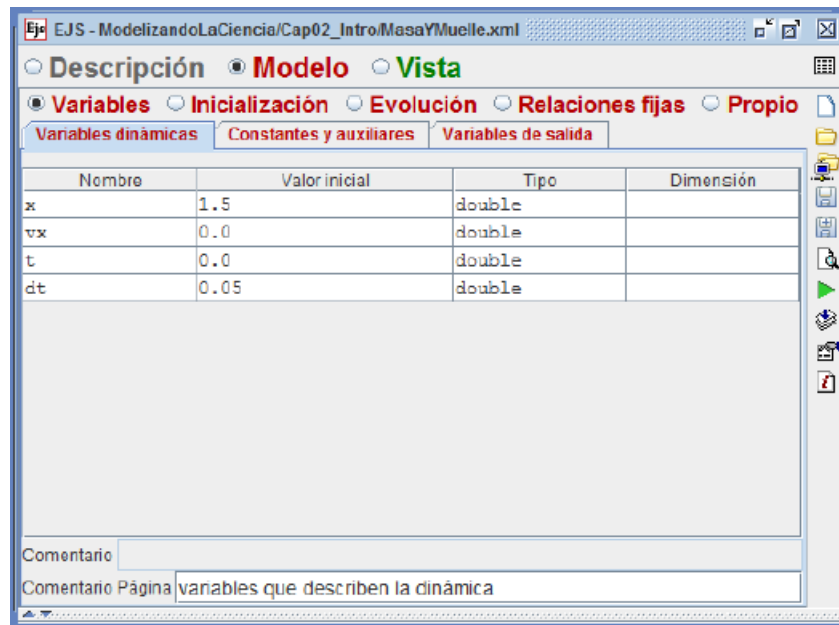 Ejs EJS - ModelizandoLaCiencia/Cap02_Intro/MasaYMuelle.xml
Descripción Modelo Vista
Variables Inicialización Evolución Relaciones fijas Propio
Variables dinámicas Constantes y auxiliares Variables de salida
Nombre Valor inicial Tipo Dimensión
x 1.5 double
vx 0.0 double
t 0.0 double
dt 0.05 double
Comentario
Comentario Página variables que describen la dinámica